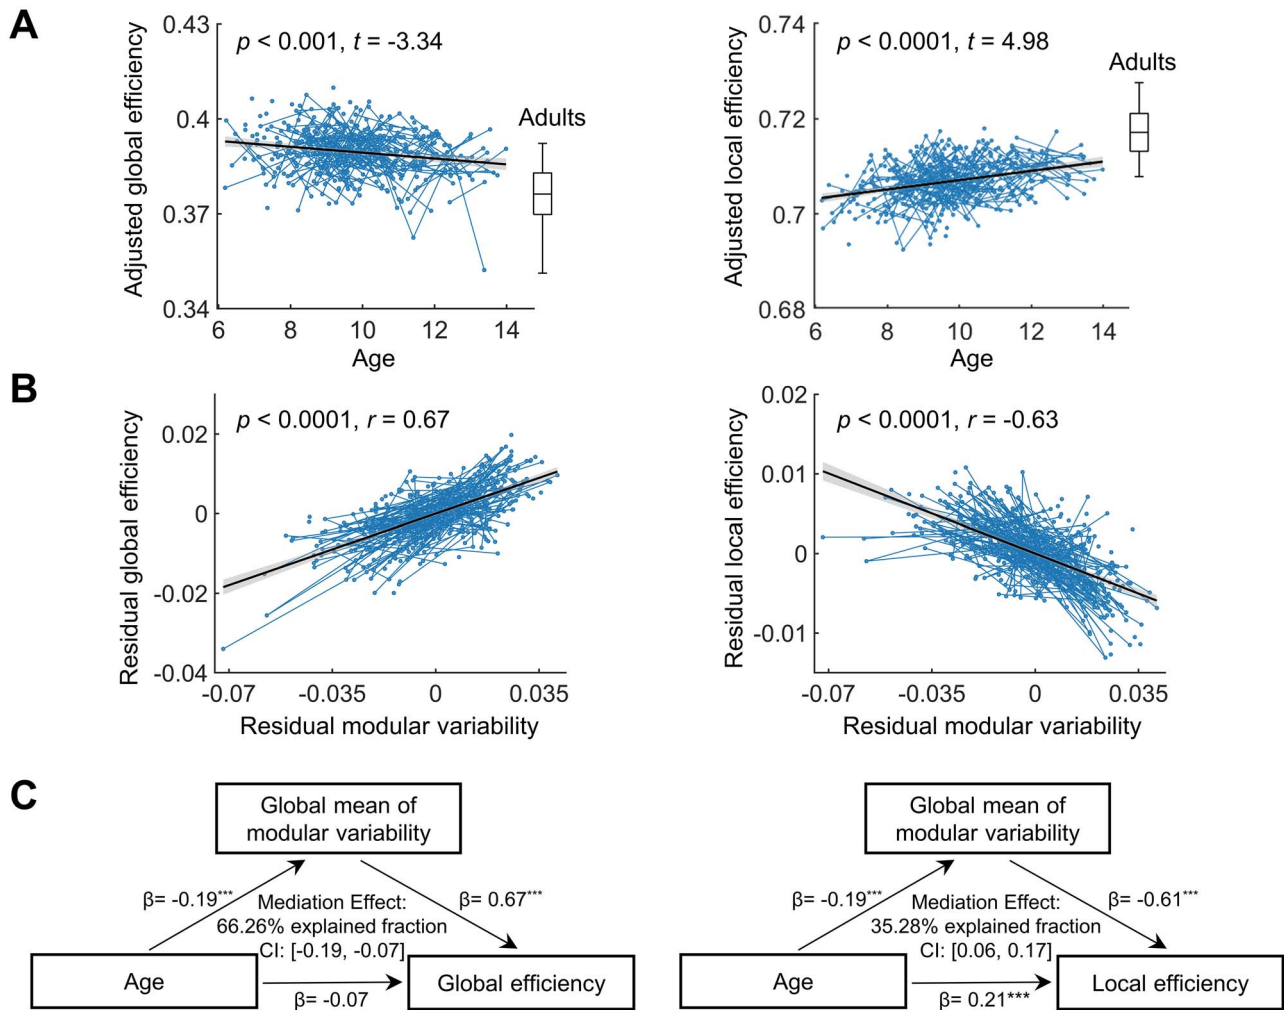 A
Adjusted global efficiency
0.43
0.4
0.37
0.34
p < 0.001, t = -3.34
Adults
6 8 10 12 14
Age
Adjusted local efficiency
0.74
0.72
0.7
0.68
p < 0.0001, t = 4.98
Adults
6 8 10 12 14
Age
B
Residual global efficiency
0.02
0
-0.02
-0.04
p < 0.0001, r = 0.67
-0.07 -0.035 0 0.035
Residual modular variability
Residual local efficiency
0.02
0.01
0
-0.01
p < 0.0001, r = -0.63
-0.07 -0.035 0 0.035
Residual modular variability
C
Global mean of
modular variability
β= -0.19***
β= 0.67***
Mediation Effect:
66.26% explained fraction
CI: [-0.19, -0.07]
Age
Global efficiency
β= -0.07
Global mean of
modular variability
β= -0.19***
β= -0.61***
Mediation Effect:
35.28% explained fraction
CI: [0.06, 0.17]
Age
Local efficiency
β= 0.21***